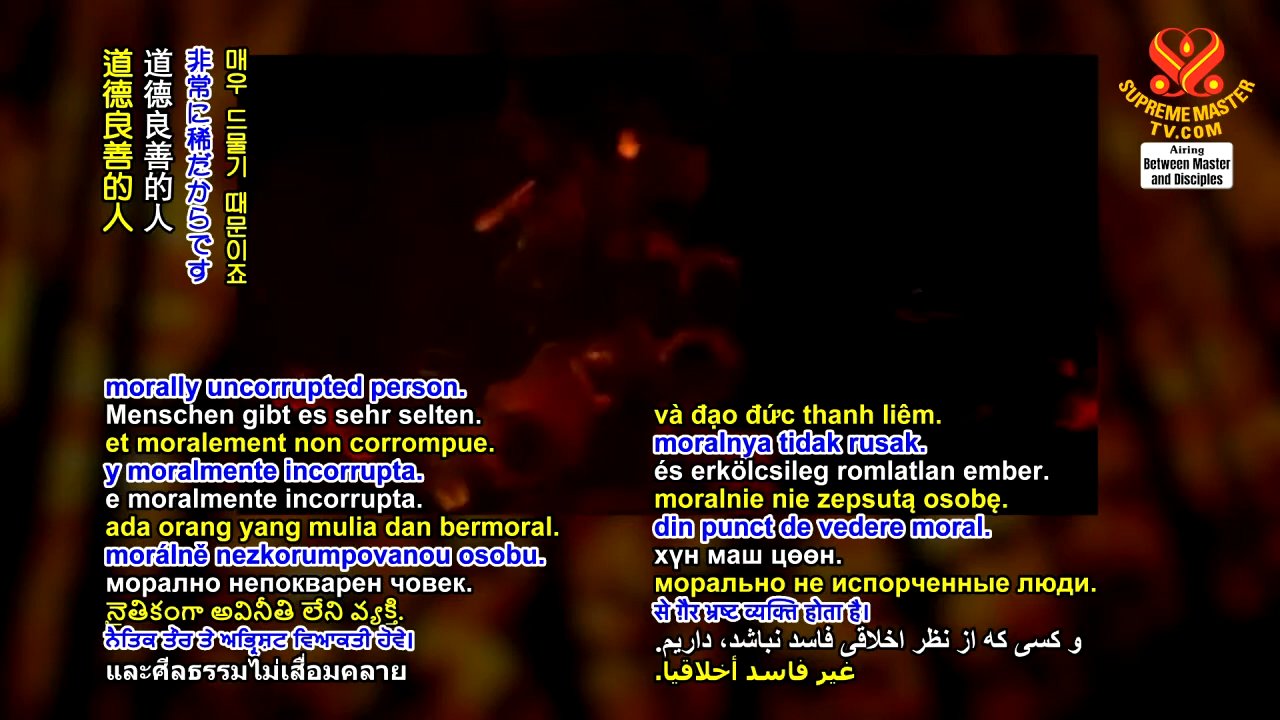 道德良善的人
道德良善的人
非常に稀だからです
매우 드물기 때문이죠
SUPREME MASTER
TV.COM
Airing
Between Master
and Disciples
morally uncorrupted person.
Menschen gibt es sehr selten.
et moralement non corrompue.
y moralmente incorrupta.
e moralmente incorrupta.
ada orang yang mulia dan bermoral.
morálně nezkorumpovanou osobu.
морално непокварен човек.
నైతికంగా అవినీతి లేని వ్యక్తి.
ਨੈਤਿਕ ਤੌਰ ਤੇ ਅਭ੍ਰਿਸ਼ਟ ਵਿਅਕਤੀ ਹੋਵੇ।
และศีลธรรมไม่เสื่อมคลาย
và đạo đức thanh liêm.
moralnya tidak rusak.
és erkölcsileg romlatlan ember.
moralnie nie zepsutą osobę.
din punct de vedere moral.
хүн маш цөөн.
морально не испорченные люди.
से ग़ैर भ्रष्ट व्यक्ति होता है।
و کسی که از نظر اخلاقی فاسد نباشد، داریم.
غير فاسد أخلاقيا.